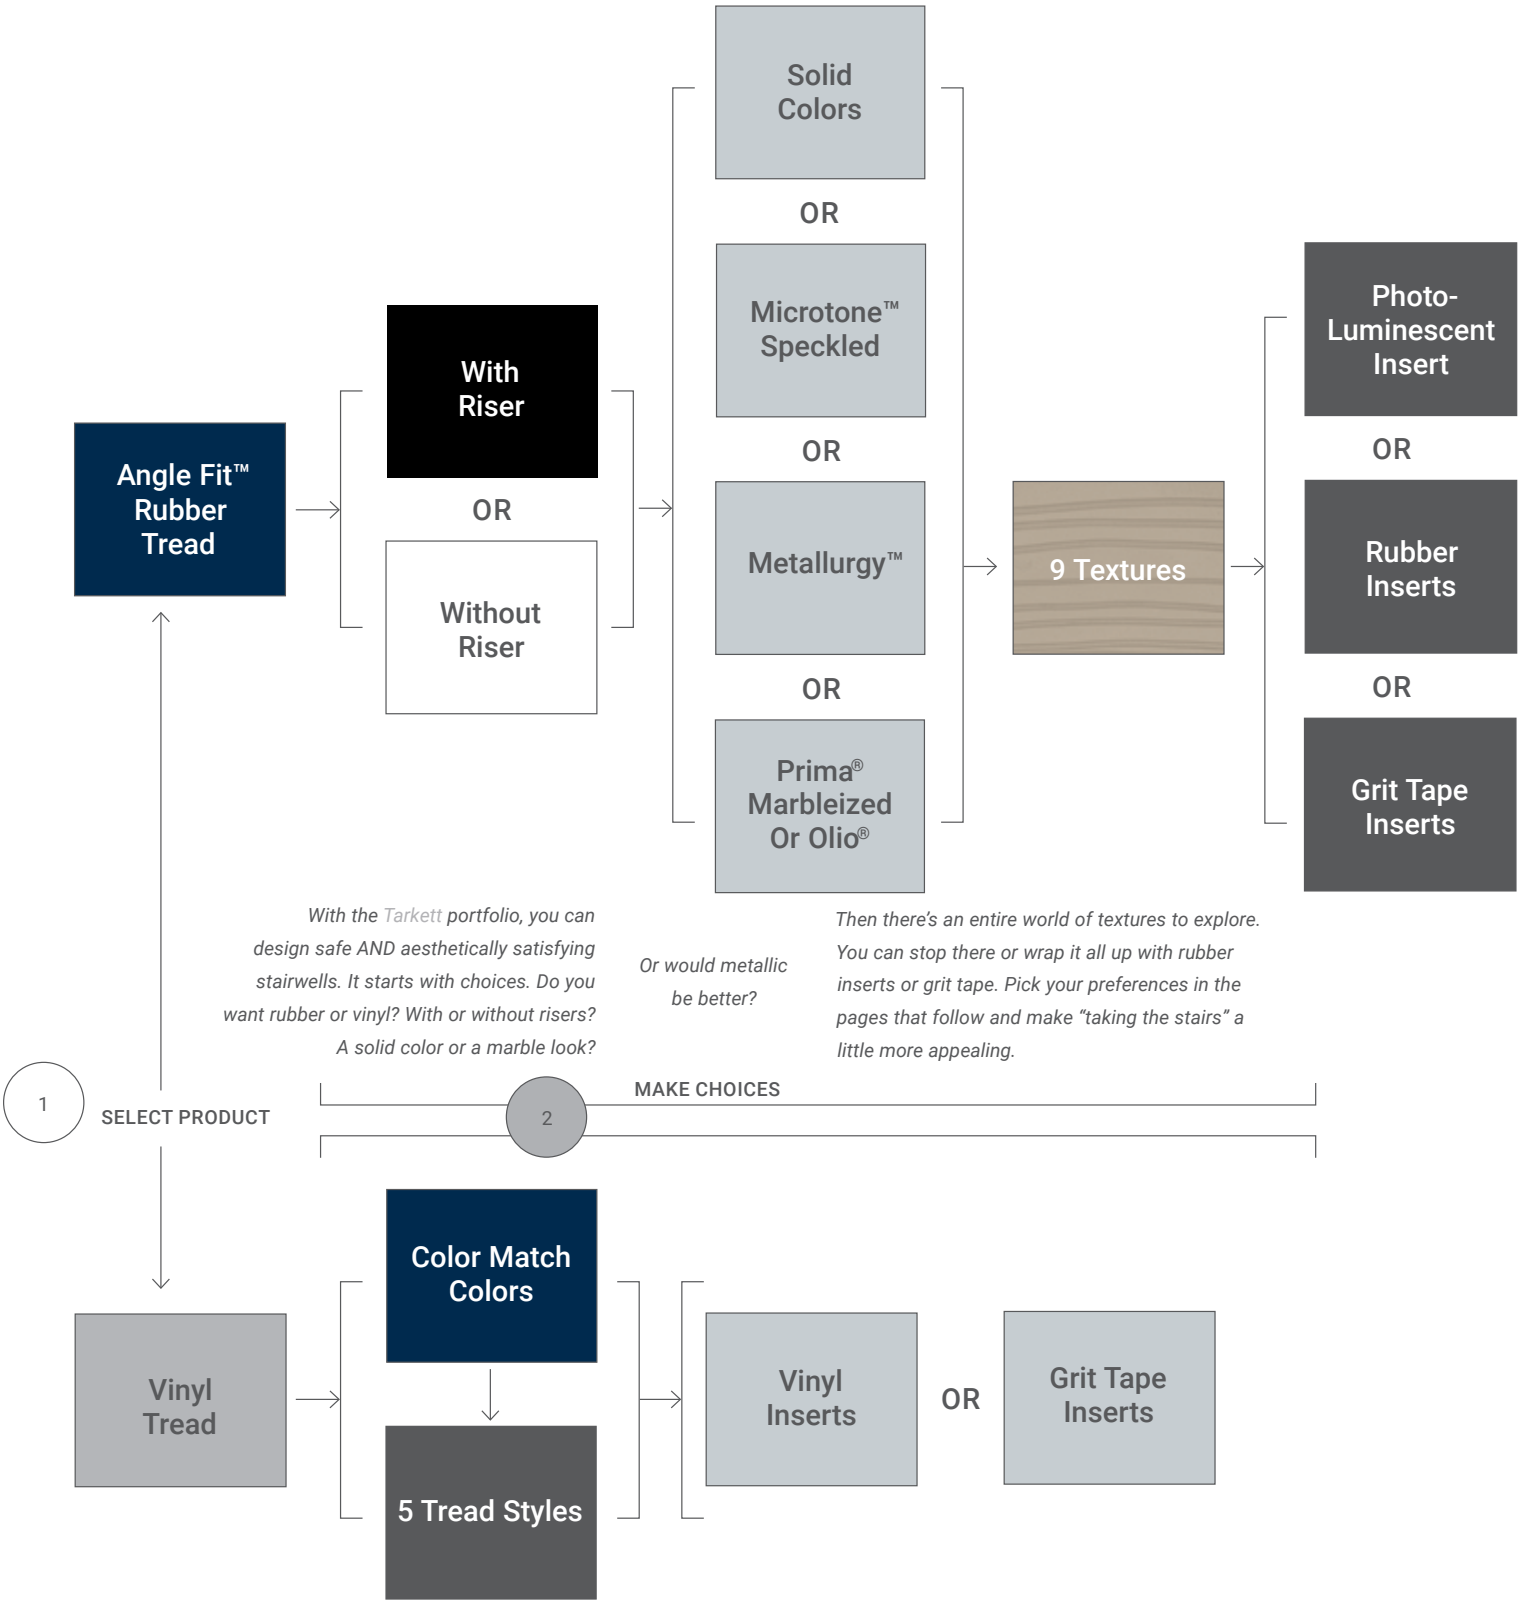 Solid
Colors
OR
Microtone™
Speckled
OR
Metallurgy™
OR
Prima®
Marbleized
Or Olio®
Angle Fit™
Rubber
Tread
With
Riser
OR
Without
Riser
9 Textures
Photo-
Luminescent
Insert
OR
Rubber
Inserts
OR
Grit Tape
Inserts
With the Tarkett portfolio, you can
design safe AND aesthetically satisfying
stairwells. It starts with choices. Do you
want rubber or vinyl? With or without risers?
A solid color or a marble look?
Or would metallic
be better?
Then there’s an entire world of textures to explore.
You can stop there or wrap it all up with rubber
inserts or grit tape. Pick your preferences in the
pages that follow and make “taking the stairs” a
little more appealing.
1
SELECT PRODUCT
2
MAKE CHOICES
Vinyl
Tread
Color Match
Colors
5 Tread Styles
Vinyl
Inserts
OR
Grit Tape
Inserts